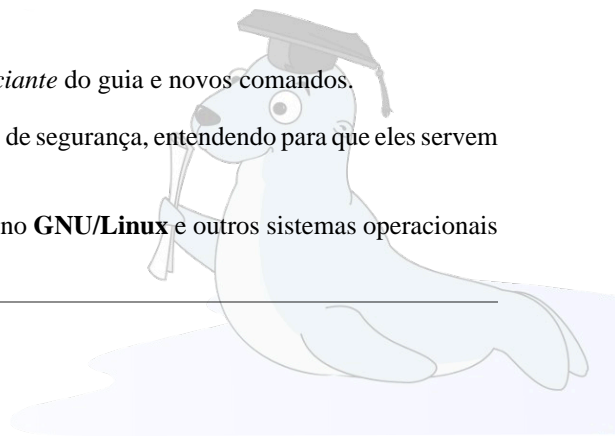 ciante do guia e novos comandos.
de segurança, entendendo para que eles servem
no GNU/Linux e outros sistemas operacionais